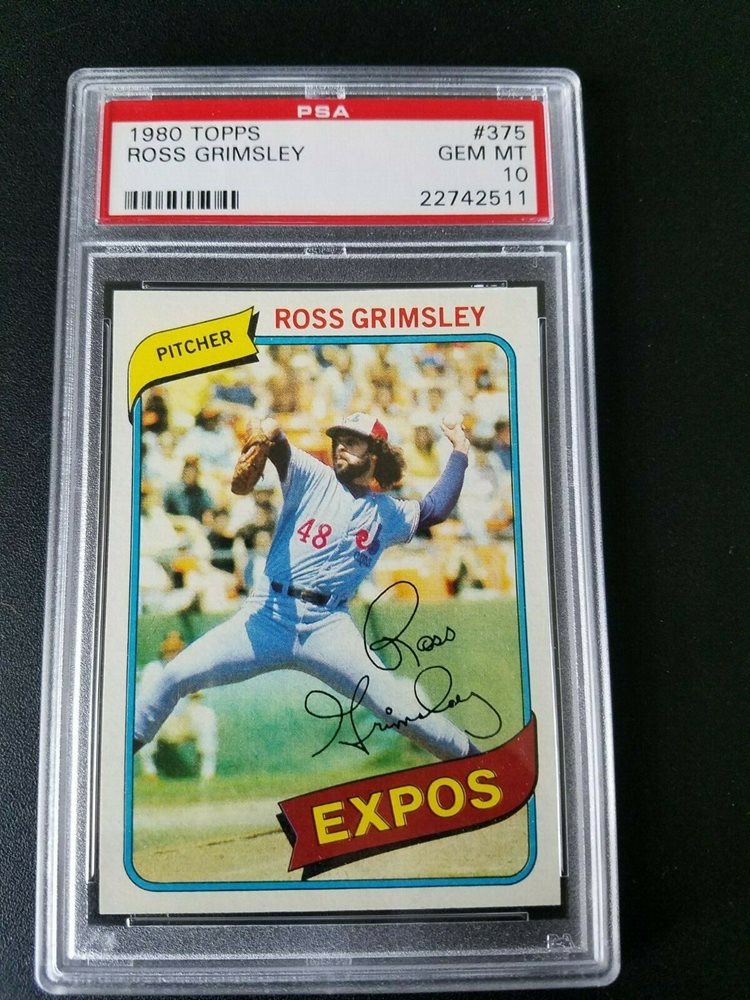 PSA
1980 TOPPS #375
ROSS GRIMSLEY GEM MT
10
22742511
ROSS GRIMSLEY
PITCHER
48
Ross
Grimsley
EXPOS